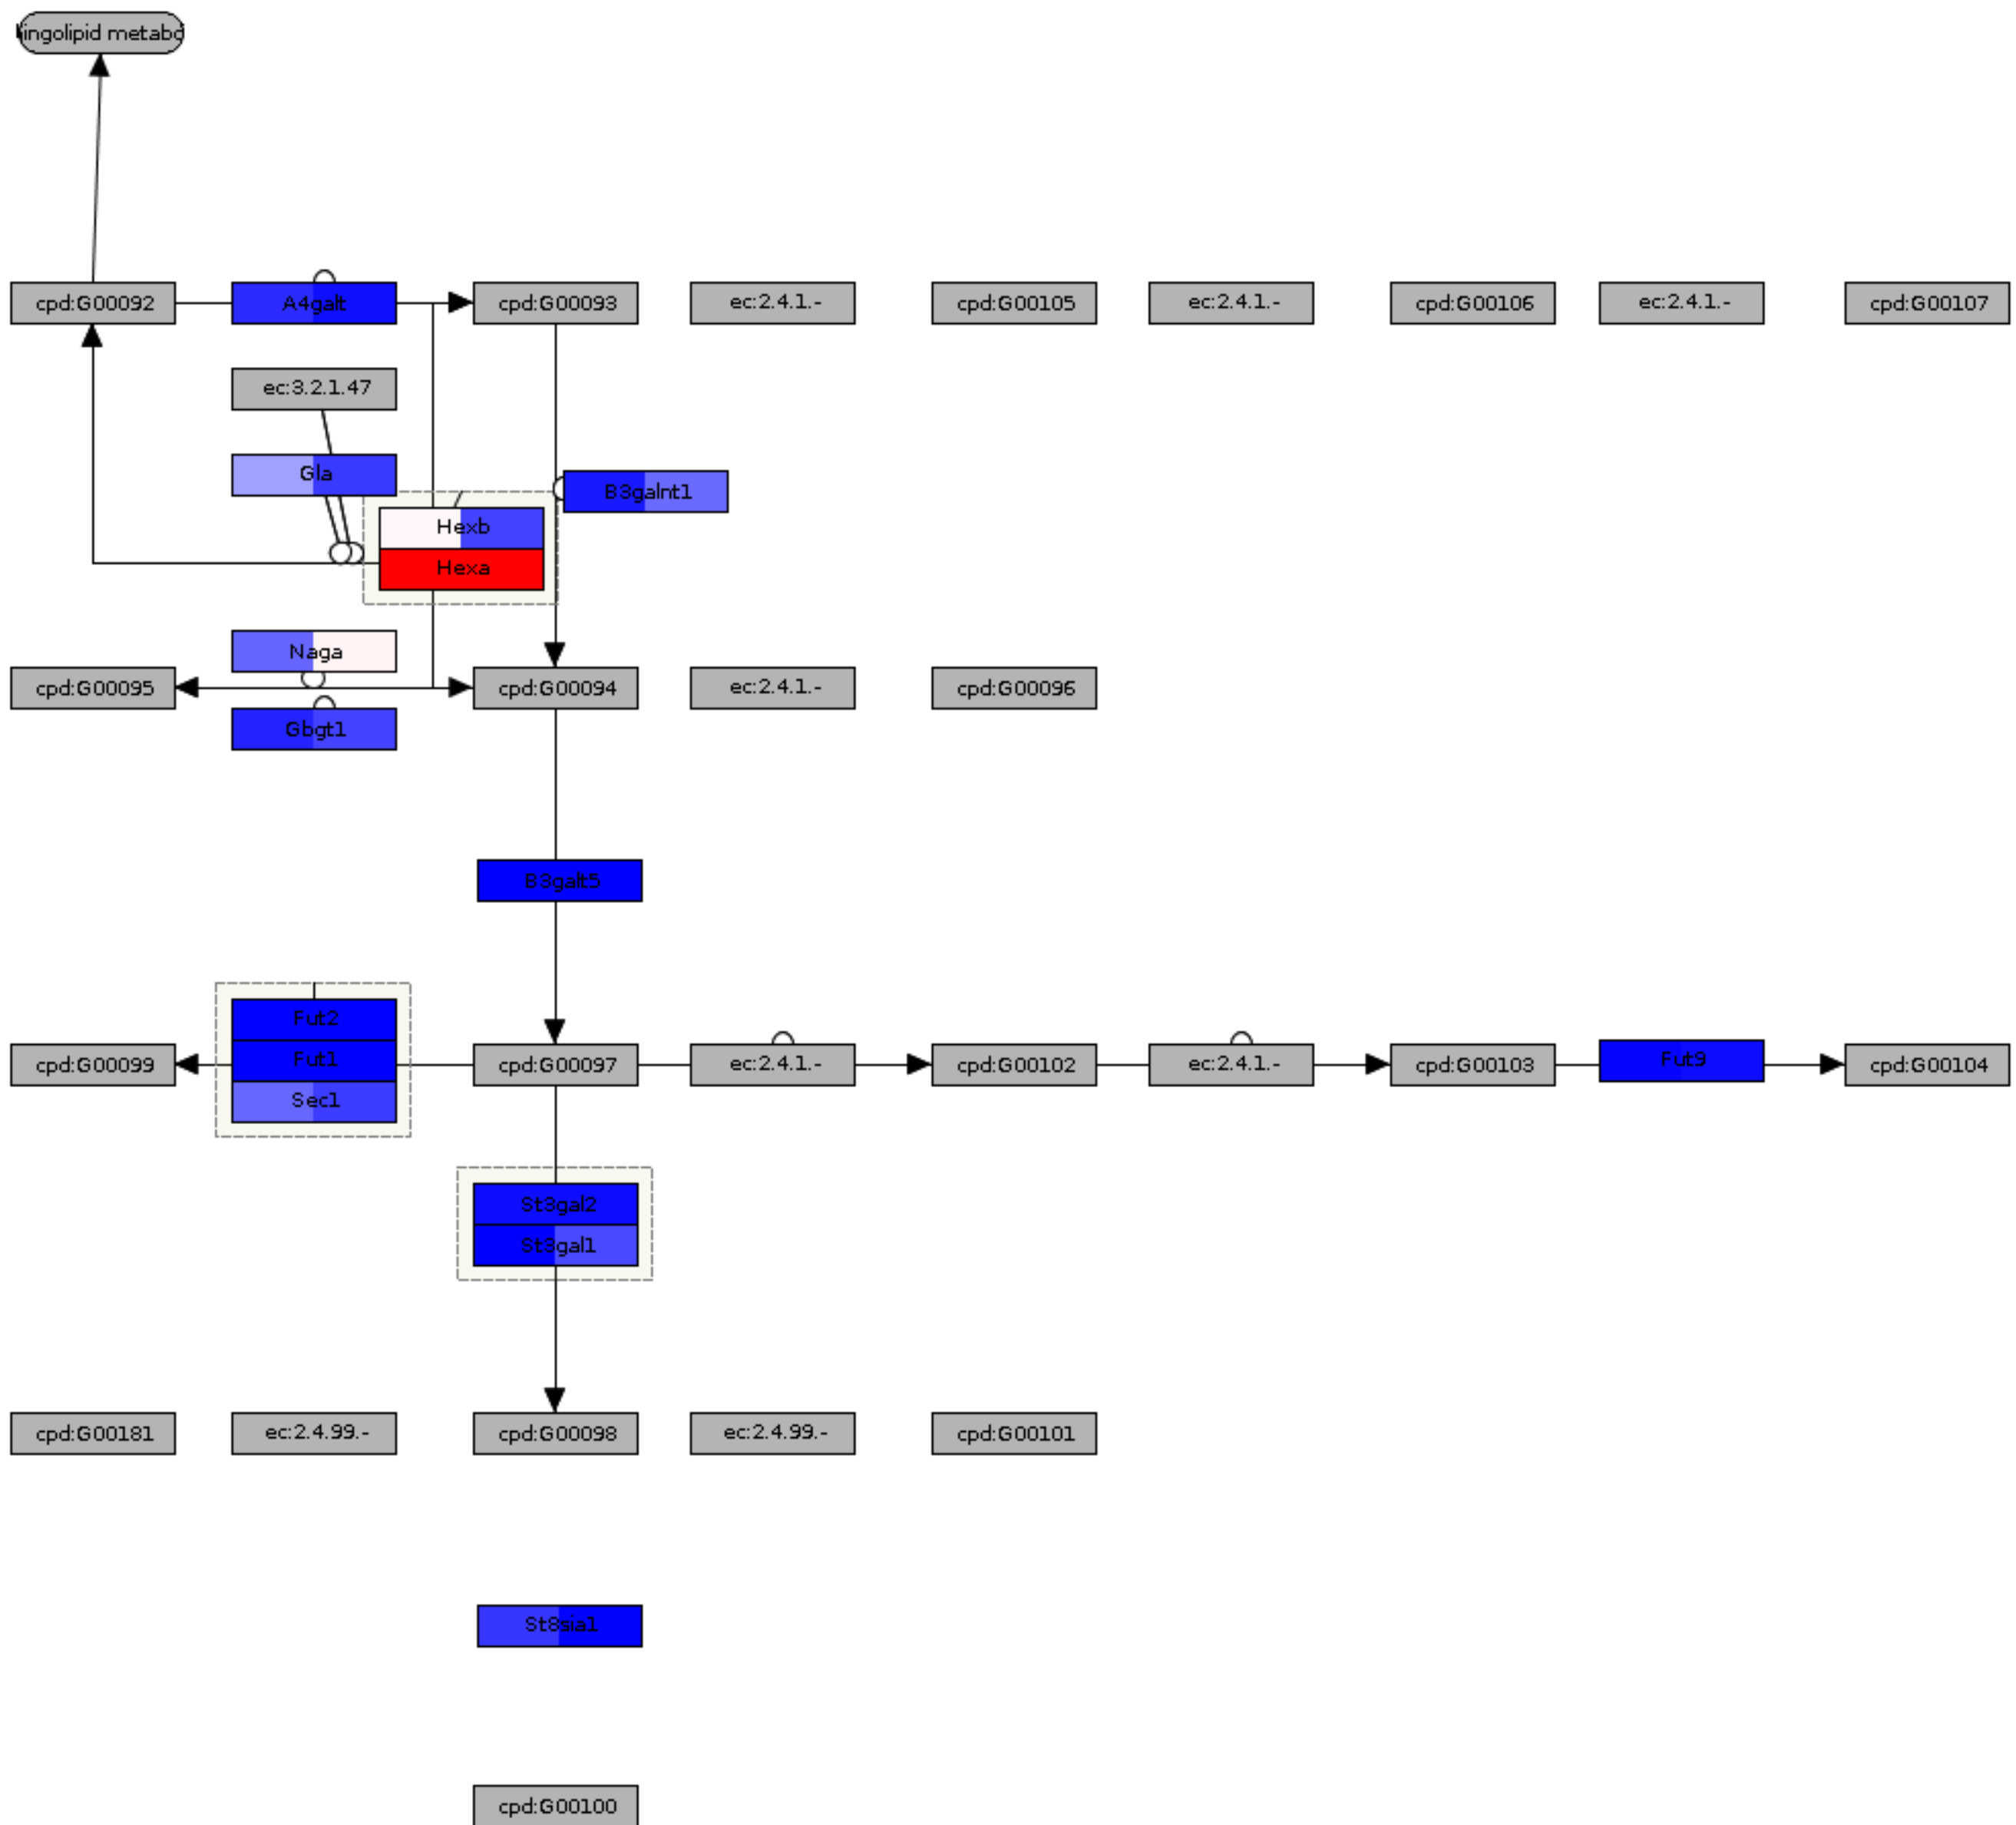 ingolipid metabo
cpd:G00092
A4galt
cpd:G00093
ec:2.4.1.-
cpd:G00105
ec:2.4.1.-
cpd:G00106
ec:2.4.1.-
cpd:G00107
ec:3.2.1.47
Gla
B3galnt1
Hexb
Hexa
Naga
cpd:G00095
cpd:G00094
ec:2.4.1.-
cpd:G00096
Gbgt1
B3galt5
Fut2
Fut1
Sec1
cpd:G00099
cpd:G00097
ec:2.4.1.-
cpd:G00102
ec:2.4.1.-
cpd:G00103
Fut9
cpd:G00104
St3gal2
St3gal1
cpd:G00181
ec:2.4.99.-
cpd:G00098
ec:2.4.99.-
cpd:G00101
St8sia1
cpd:G00100